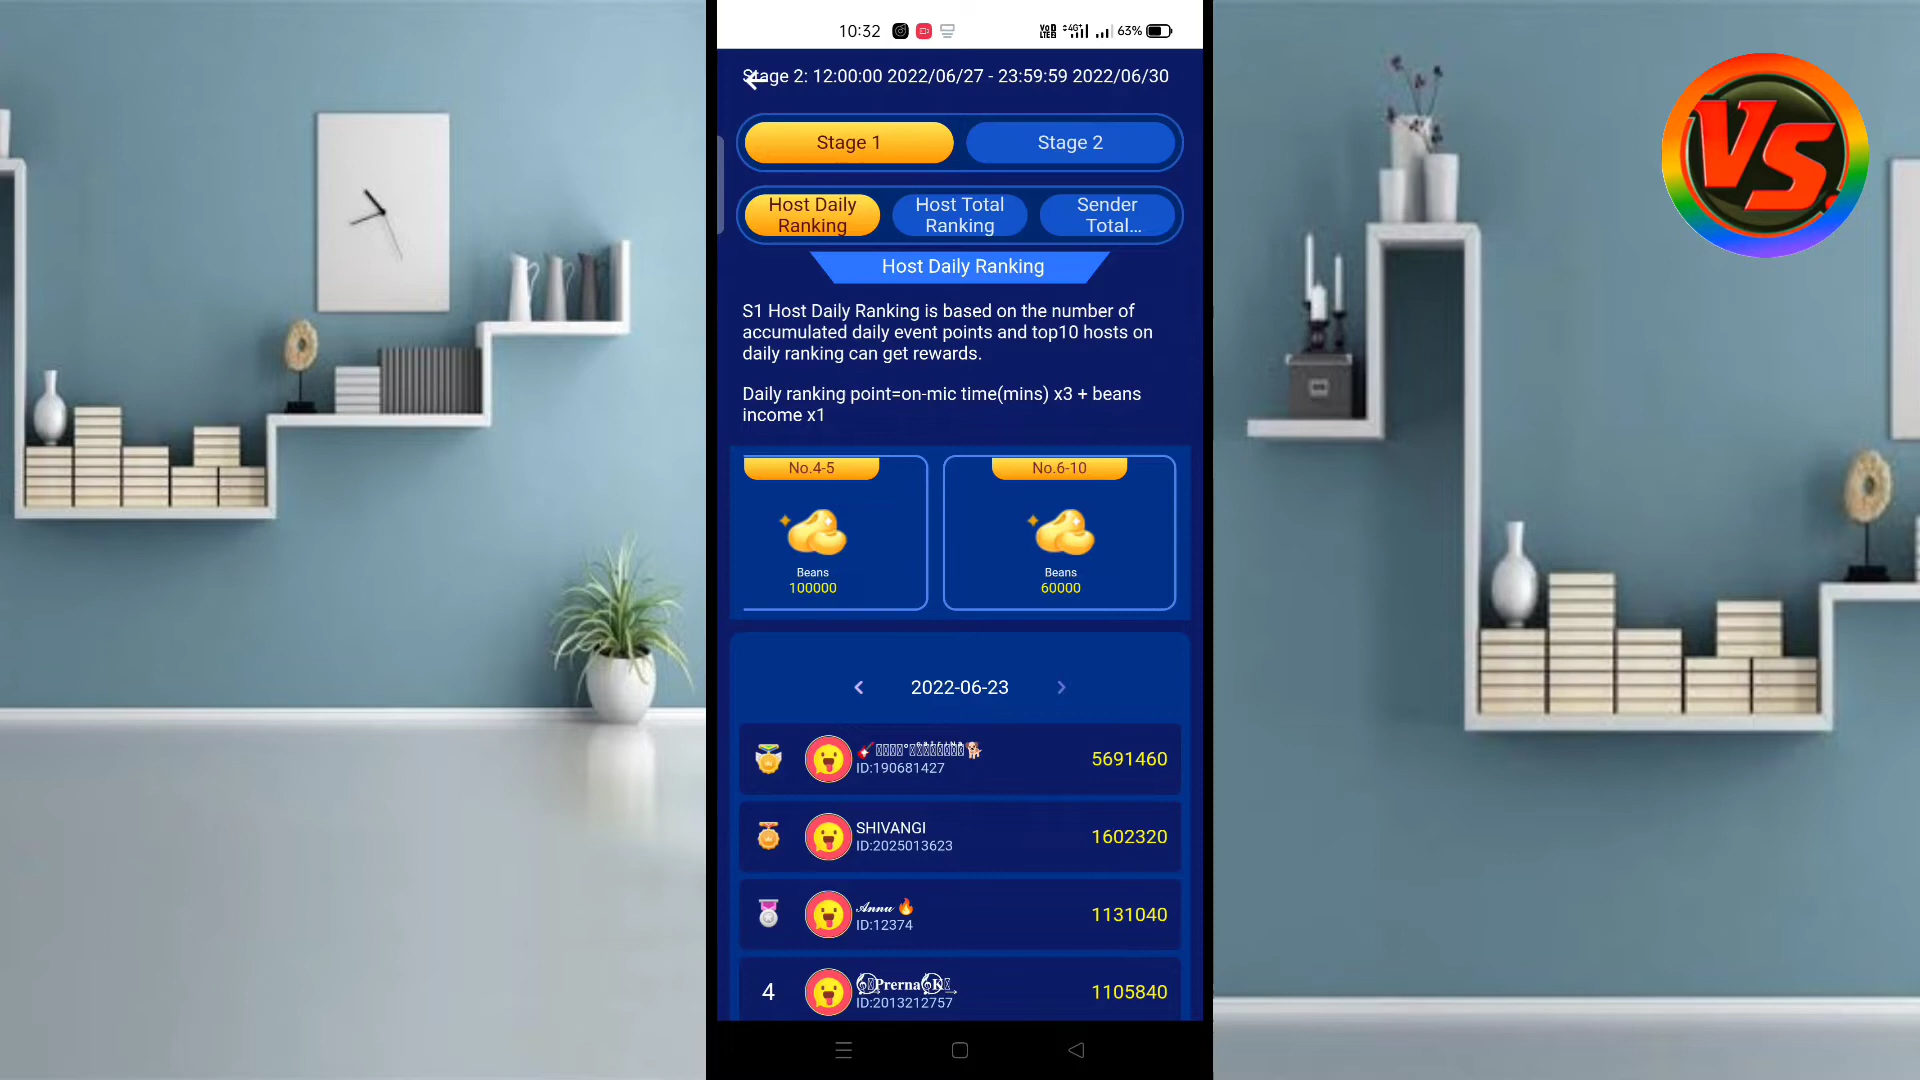 10:32
VoD
LTE2
4G+
63%
Stage 2: 12:00:00 2022/06/27 - 23:59:59 2022/06/30
Stage 1
Stage 2
Host Daily
Ranking
Host Total
Ranking
Sender
Total...
Host Daily Ranking
S1 Host Daily Ranking is based on the number of
accumulated daily event points and top10 hosts on
daily ranking can get rewards.
Daily ranking point=on-mic time(mins) x3 + beans
income x1
No.4-5
Beans
100000
No.6-10
Beans
60000
2022-06-23
ID:190681427
5691460
SHIVANGI
ID:2025013623
1602320
𝒜𝓃𝓃𝓊 🔥
ID:12374
1131040
4
Prerna K
ID:2013212757
1105840
VS.